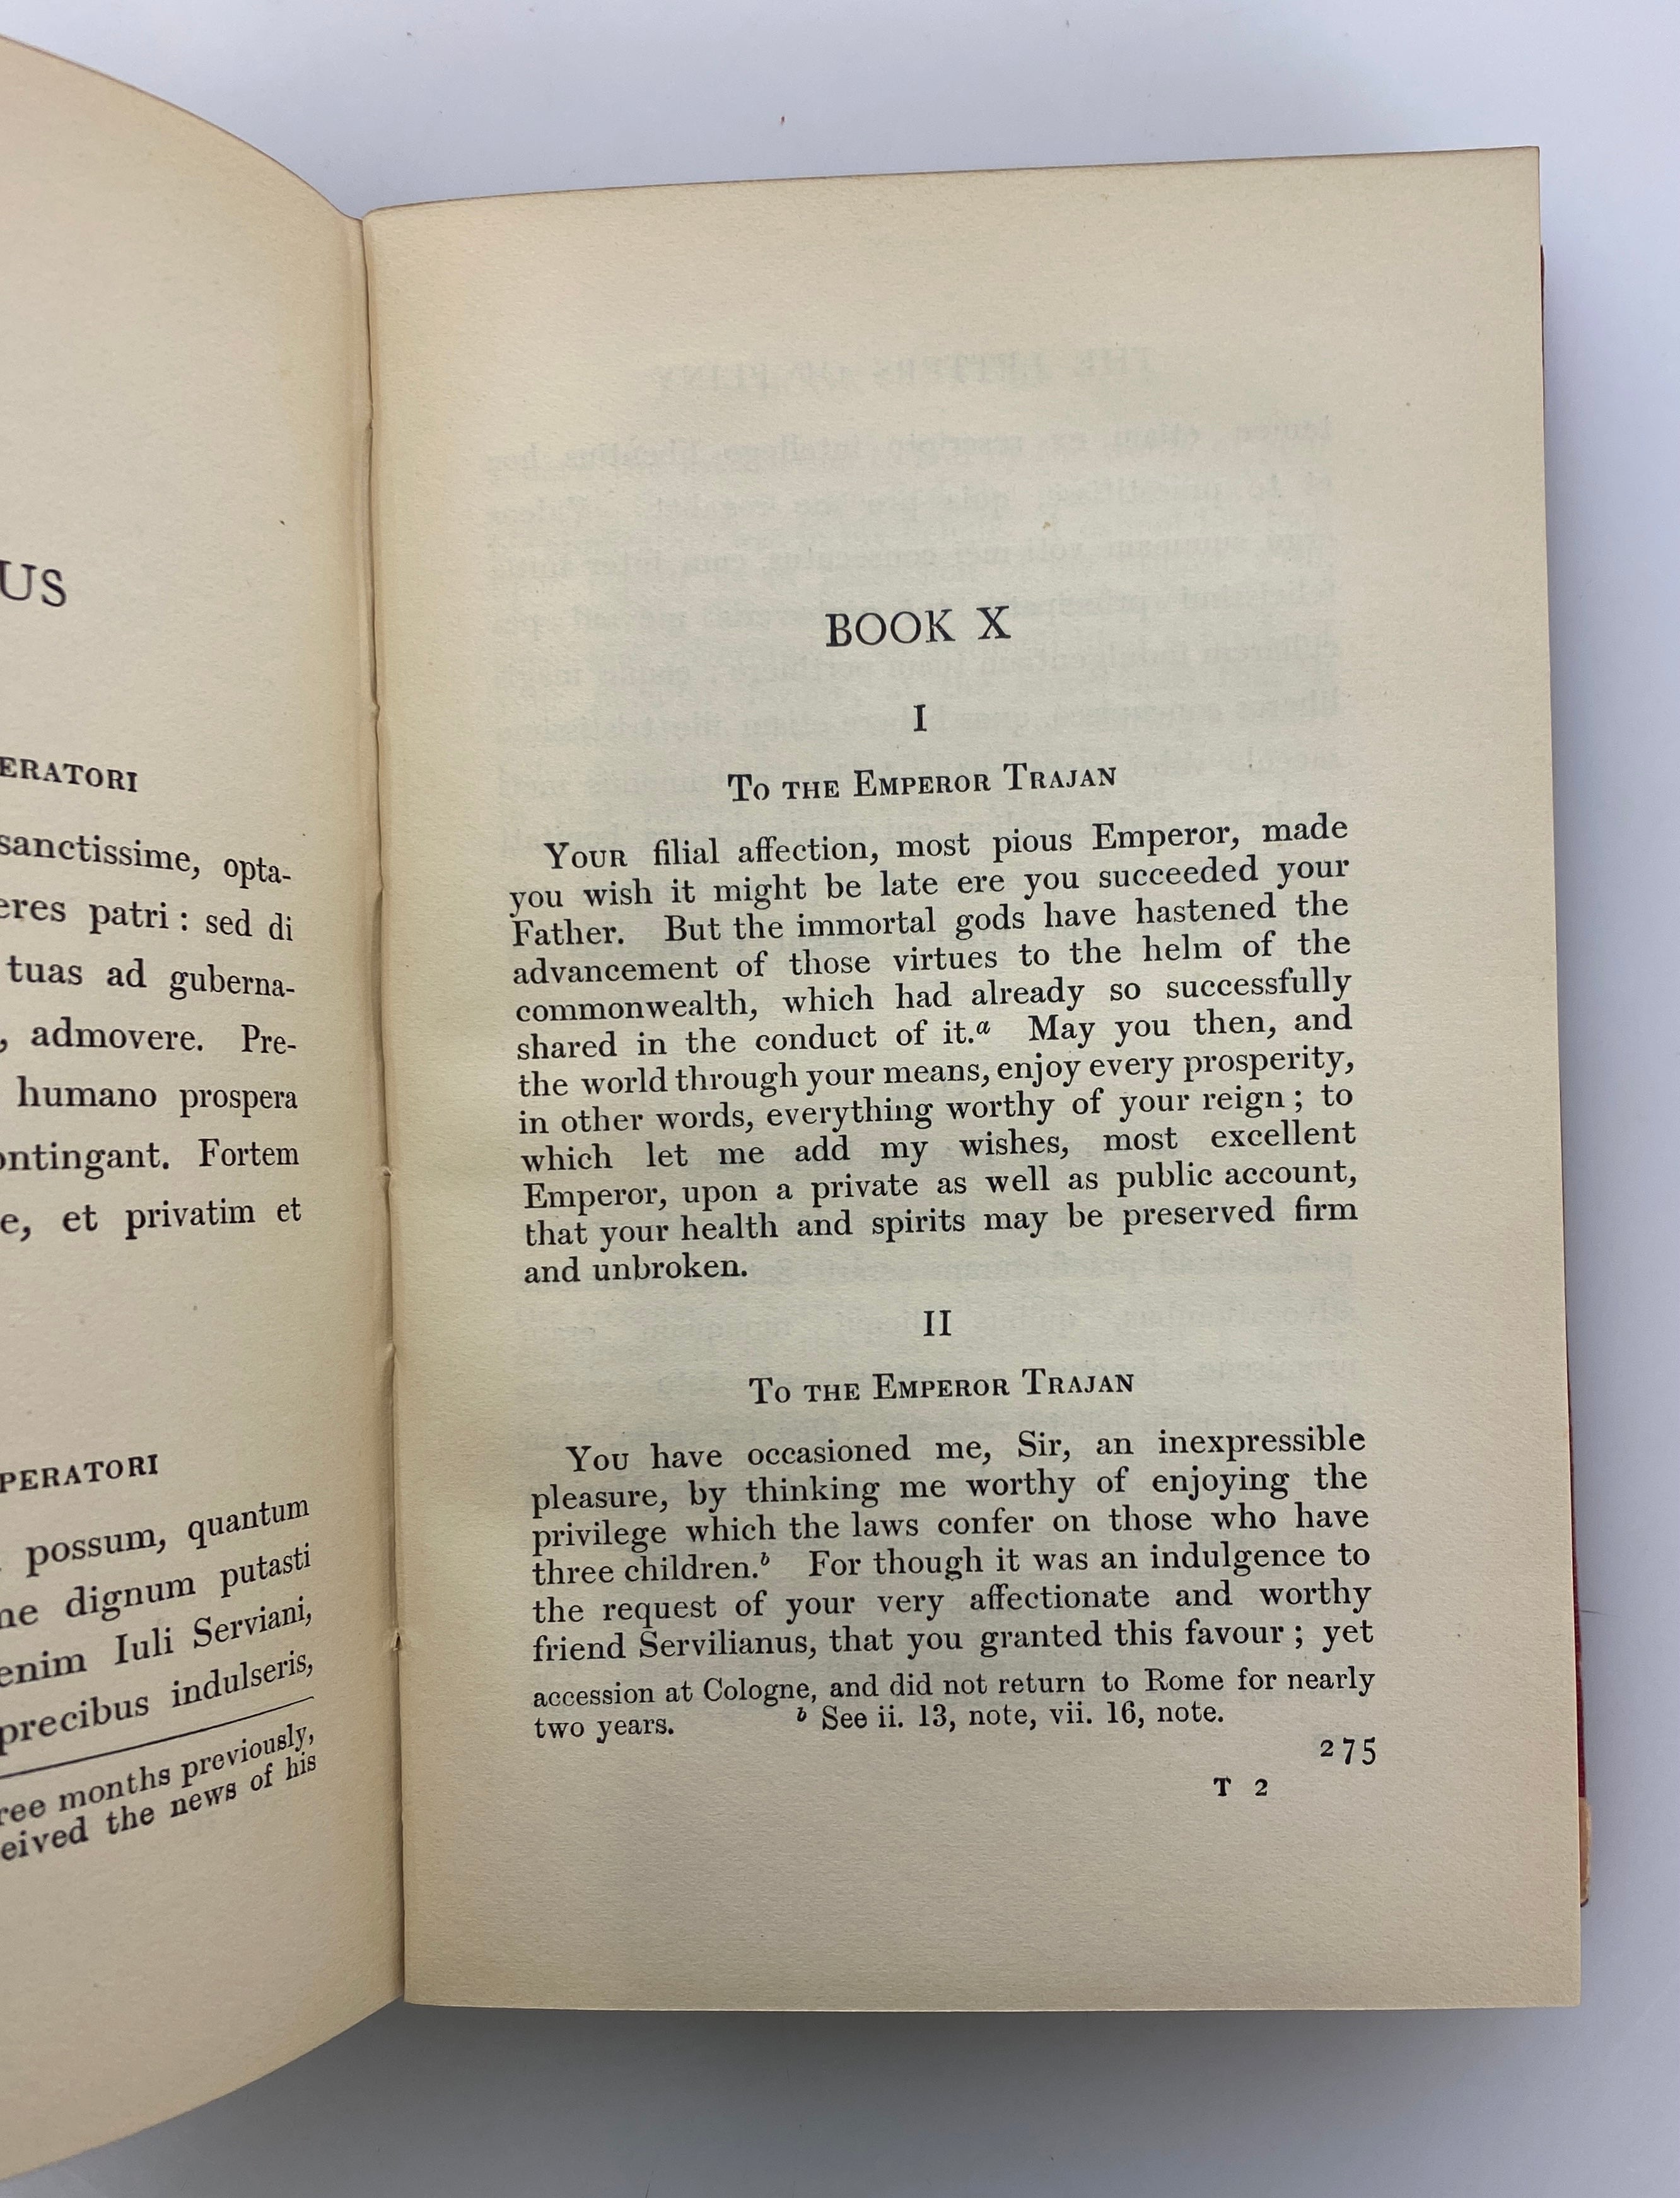 US
ERATORI
sanctissime, opta-
eres patri : sed di
tuas ad guberna-
, admovere. Pre-
humano prospera
ontingant. Fortem
e, et privatim et
PERATORI
possum, quantum
ne dignum putasti
enim Iuli Serviani,
precibus indulseris,
ree months previously,
eived the news of his
BOOK X
I
To the Emperor Trajan
Your filial affection, most pious Emperor, made
you wish it might be late ere you succeeded your
Father. But the immortal gods have hastened the
advancement of those virtues to the helm of the
commonwealth, which had already so successfully
shared in the conduct of it.a May you then, and
the world through your means, enjoy every prosperity,
in other words, everything worthy of your reign ; to
which let me add my wishes, most excellent
Emperor, upon a private as well as public account,
that your health and spirits may be preserved firm
and unbroken.
II
To the Emperor Trajan
You have occasioned me, Sir, an inexpressible
pleasure, by thinking me worthy of enjoying the
privilege which the laws confer on those who have
three children.b For though it was an indulgence to
the request of your very affectionate and worthy
friend Servilianus, that you granted this favour ; yet
accession at Cologne, and did not return to Rome for nearly
two years. b See ii. 13, note, vii. 16, note.
275
T 2